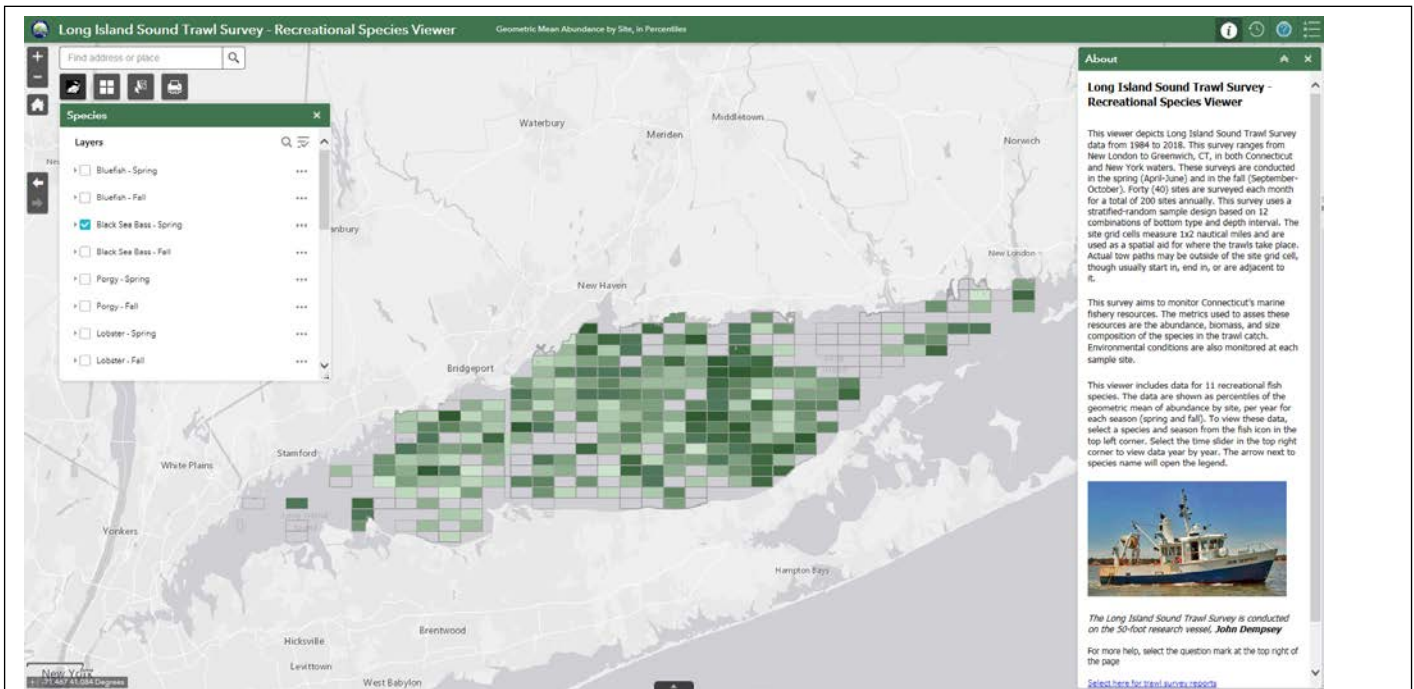 Long Island Sound Trawl Survey - Recreational Species Viewer
Geometric Mean Abundance by Site, in Percentiles
Find address or place
Species
Layers
Bluefish - Spring
Bluefish - Fall
Black Sea Bass - Spring
Black Sea Bass - Fall
Porgy - Spring
Porgy - Fall
Lobster - Spring
Lobster - Fall
Waterbury
Meriden
Middletown
Norwich
anbury
New London
New Haven
Bridgeport
Stamford
White Plains
Yonkers
Hampton Bays
Brentwood
Hicksville
Levittown
New York
West Babylon
-71.467 41.084 Degrees
About
Long Island Sound Trawl Survey -
Recreational Species Viewer
This viewer depicts Long Island Sound Trawl Survey
data from 1984 to 2018. This survey ranges from
New London to Greenwich, CT, in both Connecticut
and New York waters. These surveys are conducted
in the spring (April-June) and in the fall (September-
October). Forty (40) sites are surveyed each month
for a total of 200 sites annually. This survey uses a
stratified-random sample design based on 12
combinations of bottom type and depth interval. The
site grid cells measure 1x2 nautical miles and are
used as a spatial aid for where the trawls take place.
Actual tow paths may be outside of the site grid cell,
though usually start in, end in, or are adjacent to
it.
This survey aims to monitor Connecticut's marine
fishery resources. The metrics used to asses these
resources are the abundance, biomass, and size
composition of the species in the trawl catch.
Environmental conditions are also monitored at each
sample site.
This viewer includes data for 11 recreational fish
species. The data are shown as percentiles of the
geometric mean of abundance by site, per year for
each season (spring and fall). To view these data,
select a species and season from the fish icon in the
top left corner. Select the time slider in the top right
corner to view data year by year. The arrow next to
species name will open the legend.
The Long Island Sound Trawl Survey is conducted
on the 50-foot research vessel, John Dempsey
For more help, select the question mark at the top right of
the page
Select here for trawl survey reports